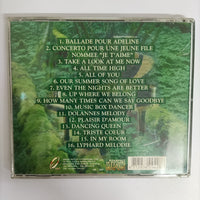 1. BALLADE POUR ADELINE
2. CONCERTO POUR UNE JEUNE FILE
NOMMEE "JE T'AIME"
3. TAKE A LOOK AT ME NOW
4. ALL TIME HIGH
5. ALL OF YOU
6. OUR SUMMER SONG OF LOVE
7. EVEN THE NIGHTS ARE BETTER
8. UP WHERE WE BELONG
9. HOW MANY TIMES CAN WE SAY GOODBYE
10. MUSIC BOX DANCER
11. DOLANNES MELODY
12. PLAISIR D'AMOUR
13. DANCING QUEEN
14. TRISTE COEUR
15. IN MY ROOM
16. LYPHARD MELODIE